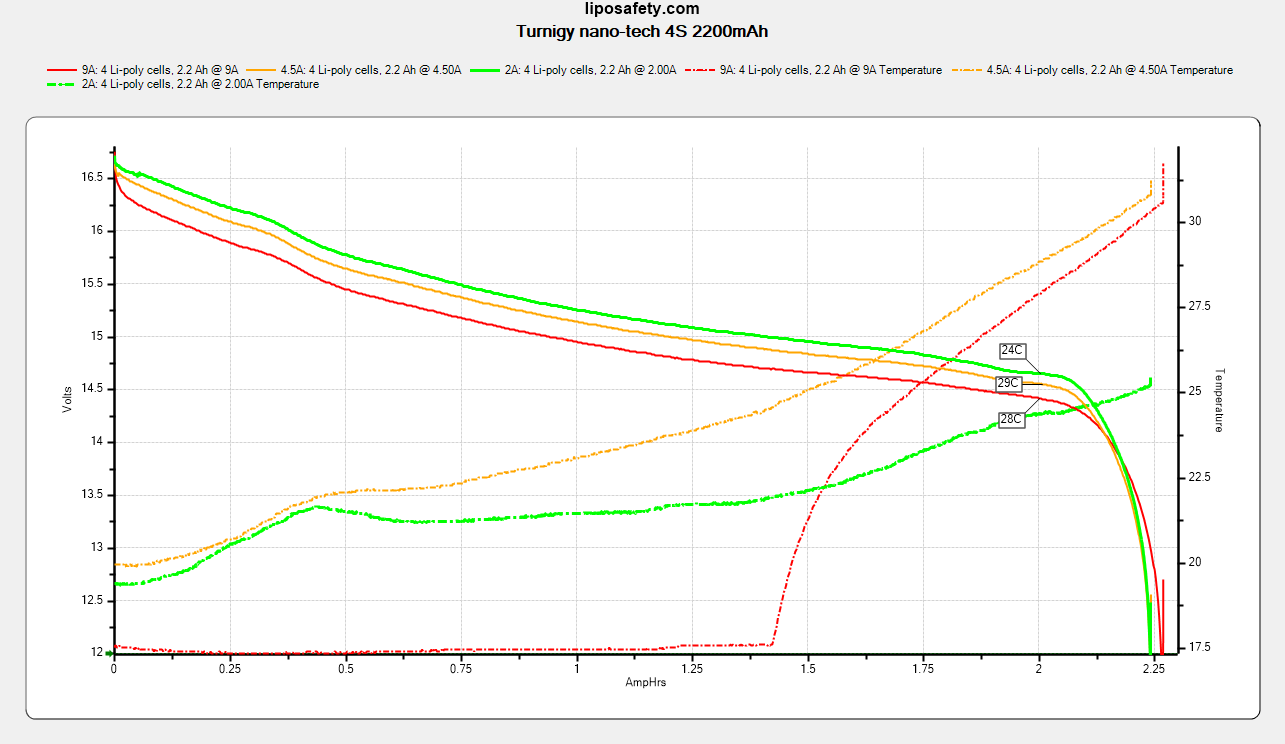 liposafety.com
Turnigy nano-tech 4S 2200mAh
9A: 4 Li-poly cells, 2.2 Ah @ 9A 4.5A: 4 Li-poly cells, 2.2 Ah @ 4.50A 2A: 4 Li-poly cells, 2.2 Ah @ 2.00A 9A: 4 Li-poly cells, 2.2 Ah @ 9A Temperature 4.5A: 4 Li-poly cells, 2.2 Ah @ 4.50A Temperature
2A: 4 Li-poly cells, 2.2 Ah @ 2.00A Temperature
16.5
16
15.5
15
14.5
14
13.5
13
12.5
12
Volts
24C
29C
28C
30
27.5
25
22.5
20
17.5
Temperature
0 0.25 0.5 0.75 1 1.25 1.5 1.75 2 2.25
AmpHrs